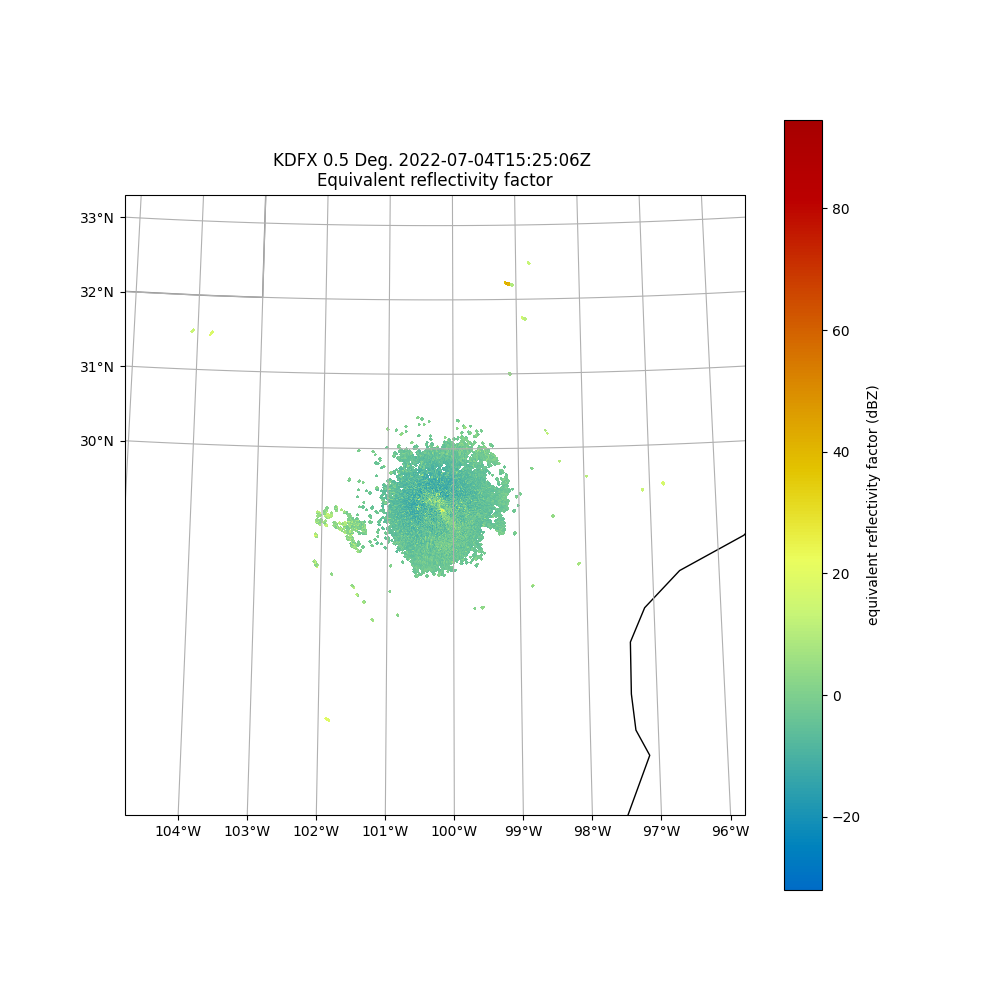 KDFX 0.5 Deg. 2022-07-04T15:25:06Z
Equivalent reflectivity factor
33°N
32°N
31°N
30°N
104°W 103°W 102°W 101°W 100°W 99°W 98°W 97°W 96°W
80
60
40
20
0
−20
equivalent reflectivity factor (dBZ)